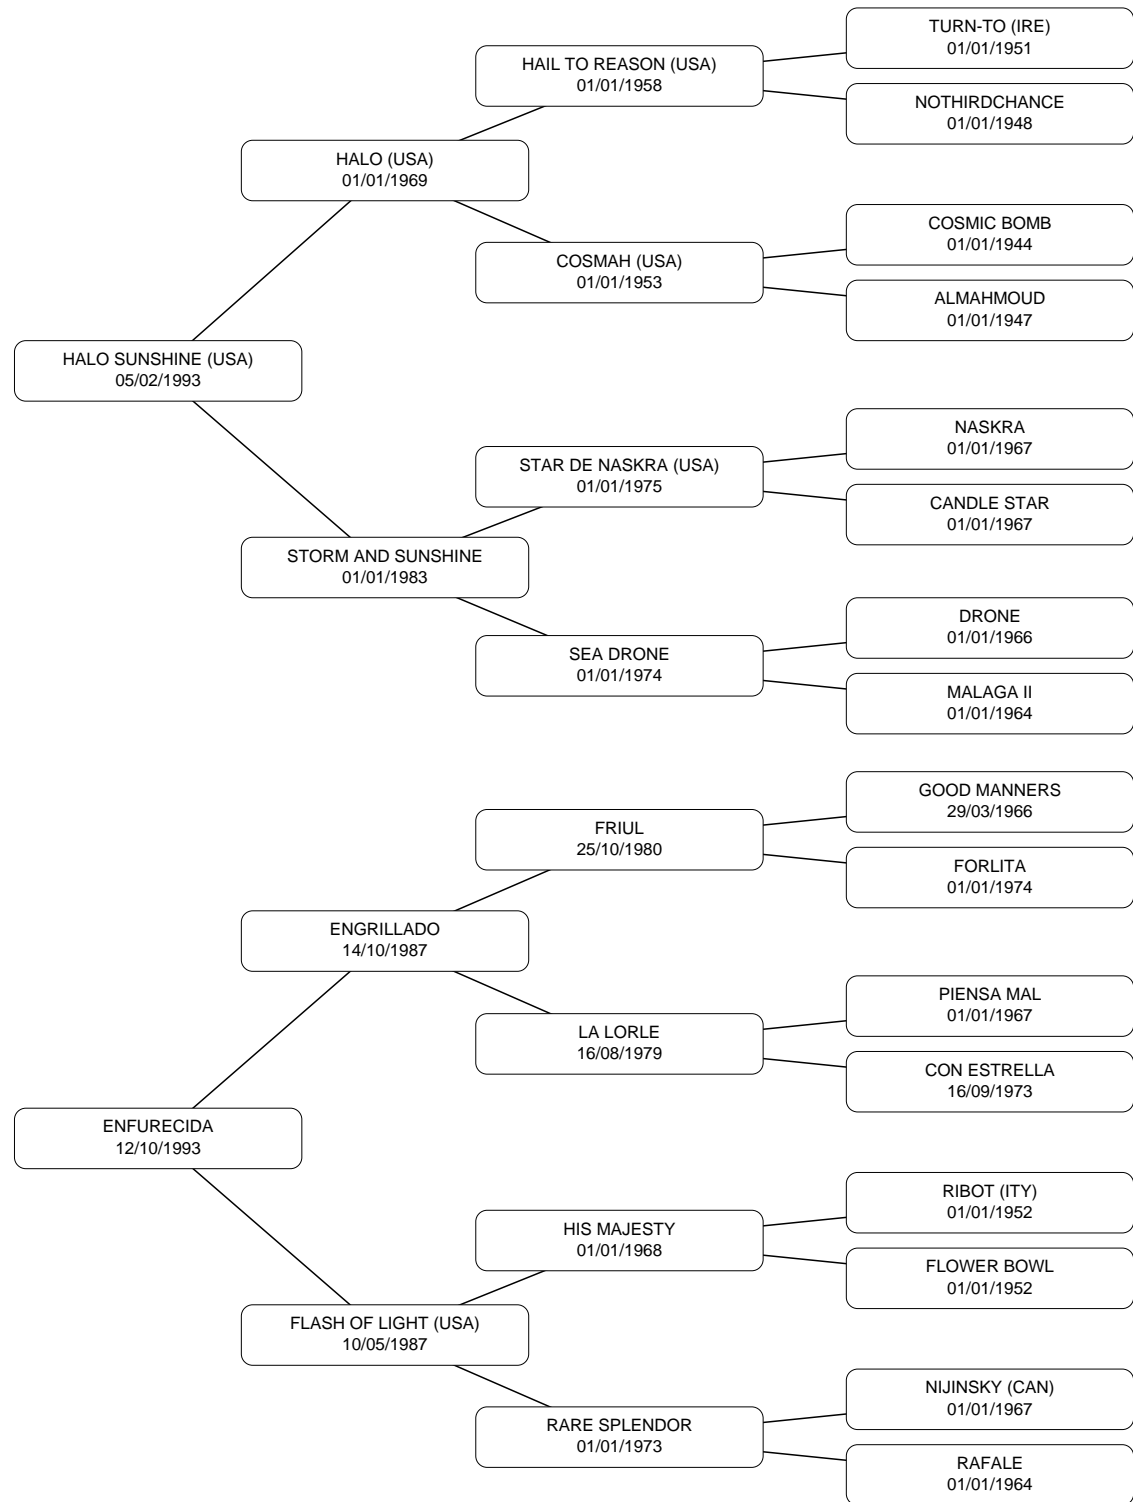 TURN-TO (IRE)
01/01/1951
HAIL TO REASON (USA)
01/01/1958
NOTHIRDCHANCE
01/01/1948
HALO (USA)
01/01/1969
COSMIC BOMB
01/01/1944
COSMAH (USA)
01/01/1953
ALMAHMOUD
01/01/1947
HALO SUNSHINE (USA)
05/02/1993
NASKRA
01/01/1967
STAR DE NASKRA (USA)
01/01/1975
CANDLE STAR
01/01/1967
STORM AND SUNSHINE
01/01/1983
DRONE
01/01/1966
SEA DRONE
01/01/1974
MALAGA II
01/01/1964
GOOD MANNERS
29/03/1966
FRIUL
25/10/1980
FORLITA
01/01/1974
ENGRILLADO
14/10/1987
PIENSA MAL
01/01/1967
LA LORLE
16/08/1979
CON ESTRELLA
16/09/1973
ENFURECIDA
12/10/1993
RIBOT (ITY)
01/01/1952
HIS MAJESTY
01/01/1968
FLOWER BOWL
01/01/1952
FLASH OF LIGHT (USA)
10/05/1987
NIJINSKY (CAN)
01/01/1967
RARE SPLENDOR
01/01/1973
RAFALE
01/01/1964